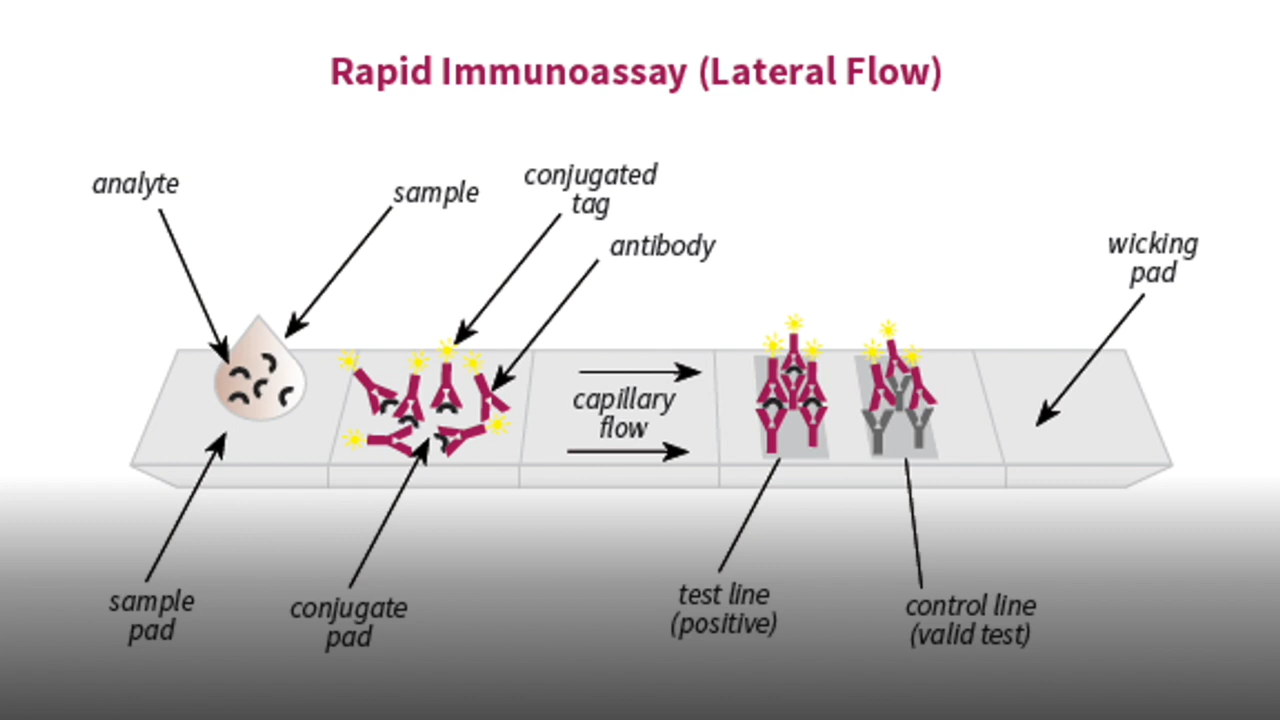 Rapid Immunoassay (Lateral Flow)
analyte
sample
conjugated
tag
antibody
wicking
pad
capillary
flow
sample
pad
conjugate
pad
test line
(positive)
control line
(valid test)